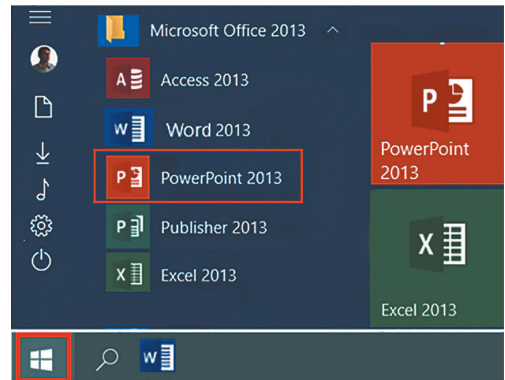 Microsoft Office 2013
A Access 2013
W Word 2013
P PowerPoint 2013
P Publisher 2013
X Excel 2013
P
PowerPoint
2013
X
Excel 2013
W